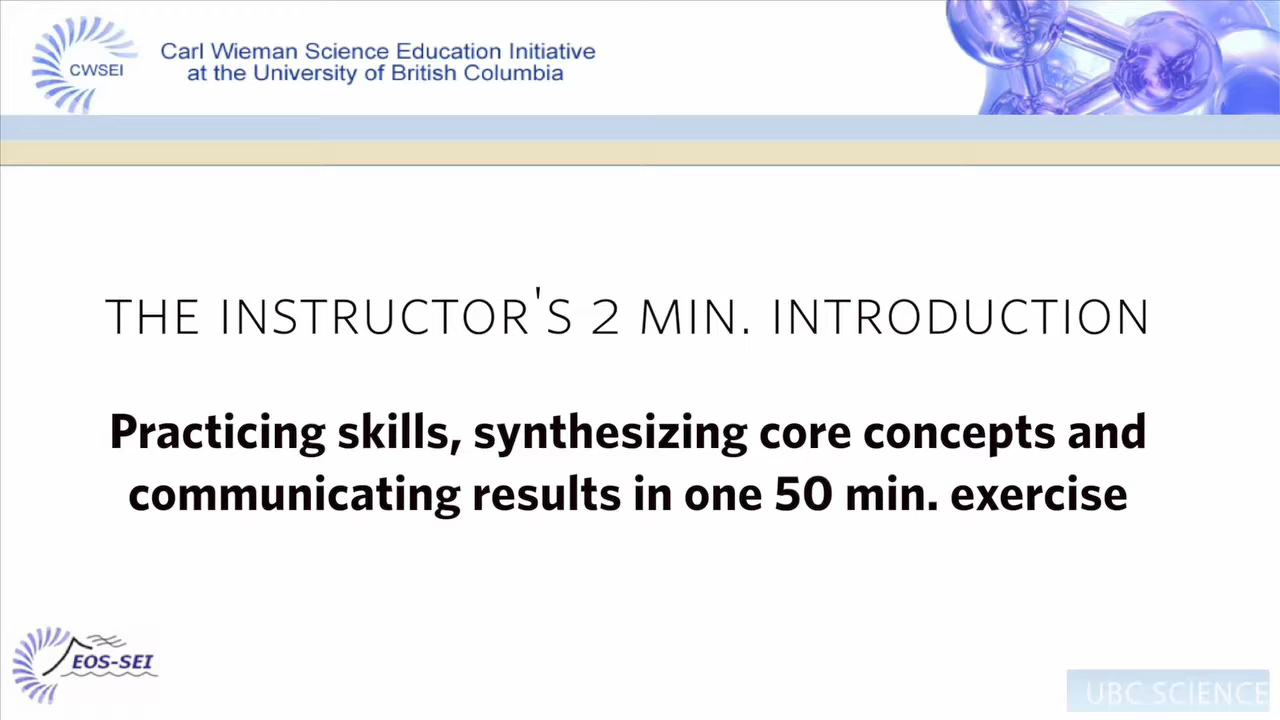 CWSEI
Carl Wieman Science Education Initiative
at the University of British Columbia
THE INSTRUCTOR'S 2 MIN. INTRODUCTION
Practicing skills, synthesizing core concepts and
communicating results in one 50 min. exercise
EOS-SEI
UBC SCIENCE